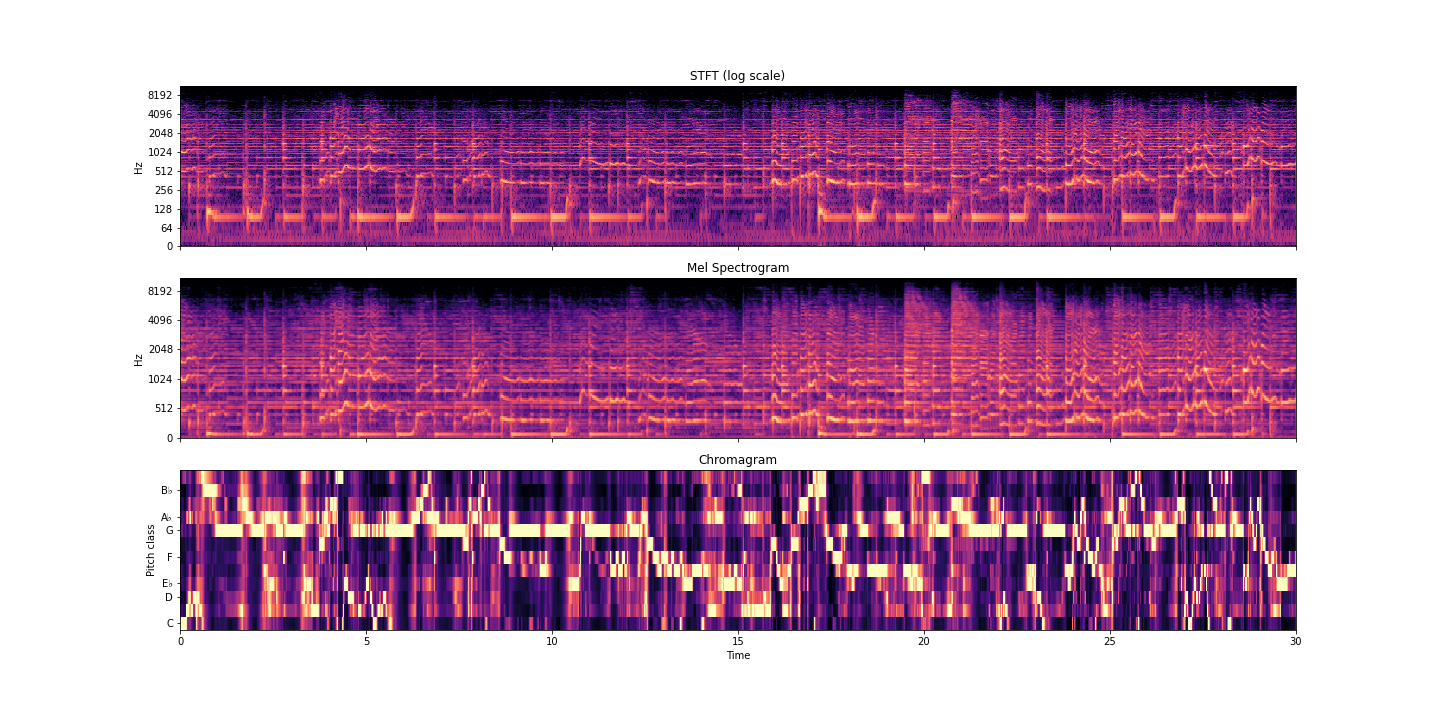 STFT (log scale)
8192
4096
2048
1024
512
256
128
64
0
Hz
Mel Spectrogram
8192
4096
2048
1024
512
0
Hz
Chromagram
B♭
A♭
G
F
E♭
D
C
Pitch class
0 5 10 15 20 25 30
Time